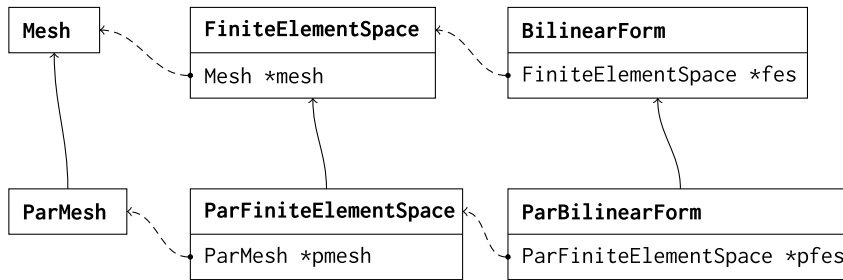 Mesh
FiniteElementSpace
Mesh *mesh
BilinearForm
FiniteElementSpace *fes
ParMesh
ParFiniteElementSpace
ParMesh *pmesh
ParBilinearForm
ParFiniteElementSpace *pfes